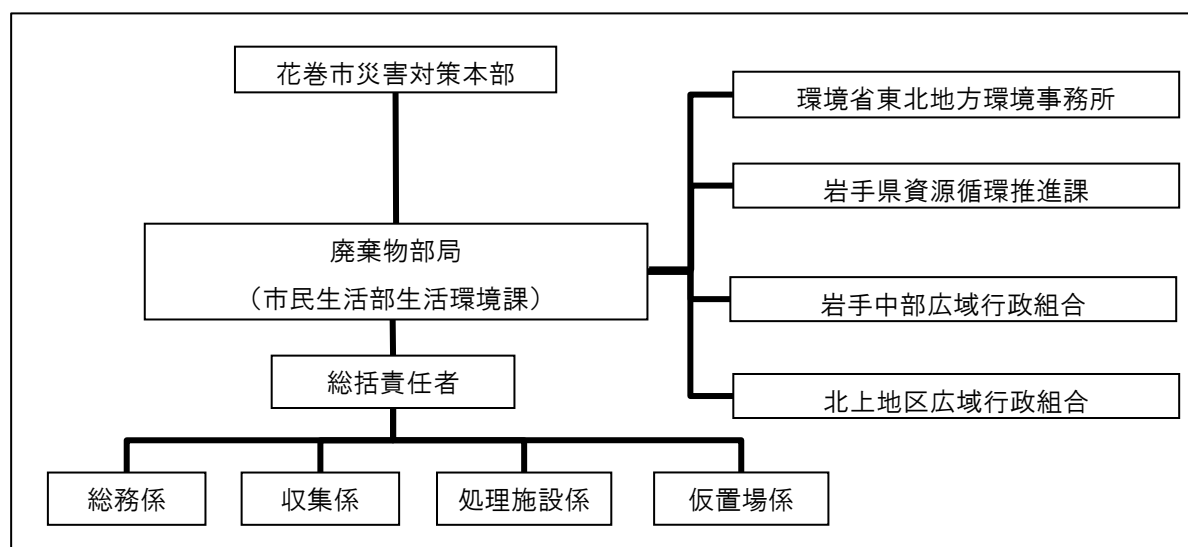 花巻市災害対策本部
環境省東北地方環境事務所
岩手県資源循環推進課
廃棄物部局
（市民生活部生活環境課）
岩手中部広域行政組合
総括責任者
北上地区広域行政組合
総務係
収集係
処理施設係
仮置場係